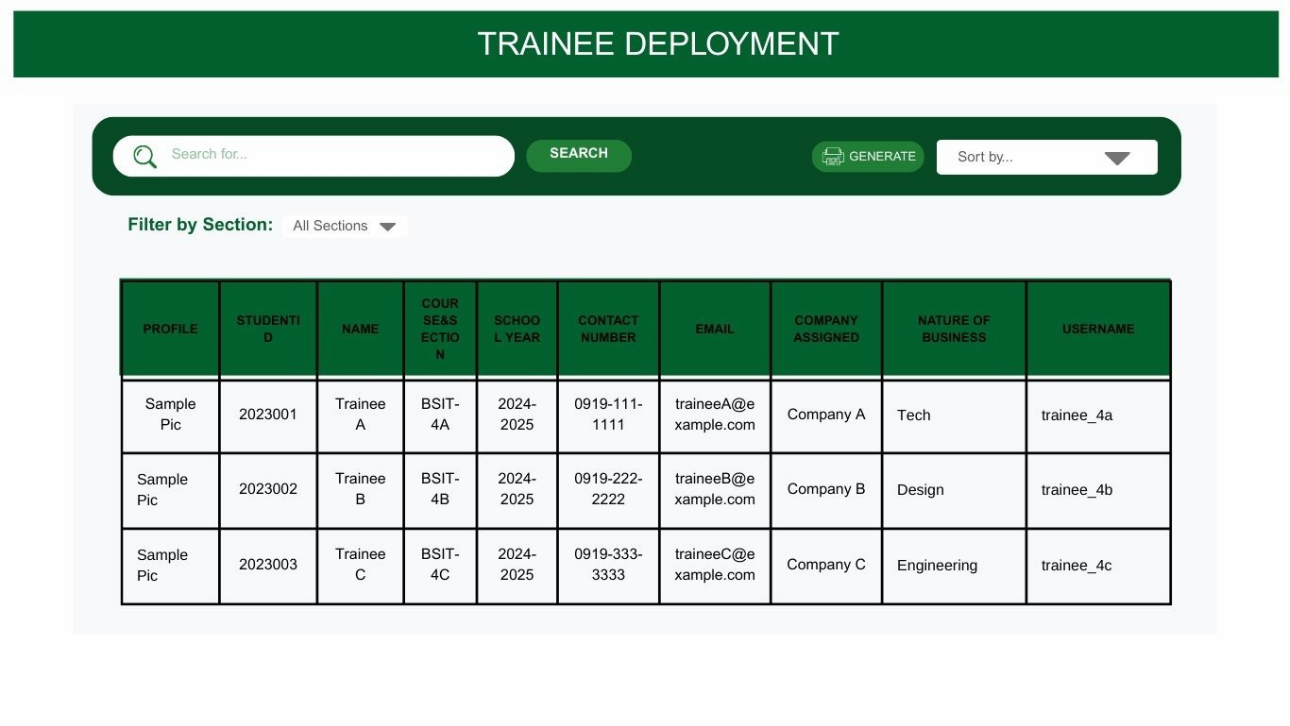 TRAINEE DEPLOYMENT
Search for...
SEARCH
GENERATE
Sort by...
Filter by Section: All Sections
PROFILE
STUDENTI
D
NAME
COUR
SE&S
ECTIO
N
SCHOO
L YEAR
CONTACT
NUMBER
EMAIL
COMPANY
ASSIGNED
NATURE OF
BUSINESS
USERNAME
Sample
Pic
2023001
Trainee
A
BSIT-
4A
2024-
2025
0919-111-
1111
traineeA@e
xample.com
Company A
Tech
trainee_4a
Sample
Pic
2023002
Trainee
B
BSIT-
4B
2024-
2025
0919-222-
2222
traineeB@e
xample.com
Company B
Design
trainee_4b
Sample
Pic
2023003
Trainee
C
BSIT-
4C
2024-
2025
0919-333-
3333
traineeC@e
xample.com
Company C
Engineering
trainee_4c